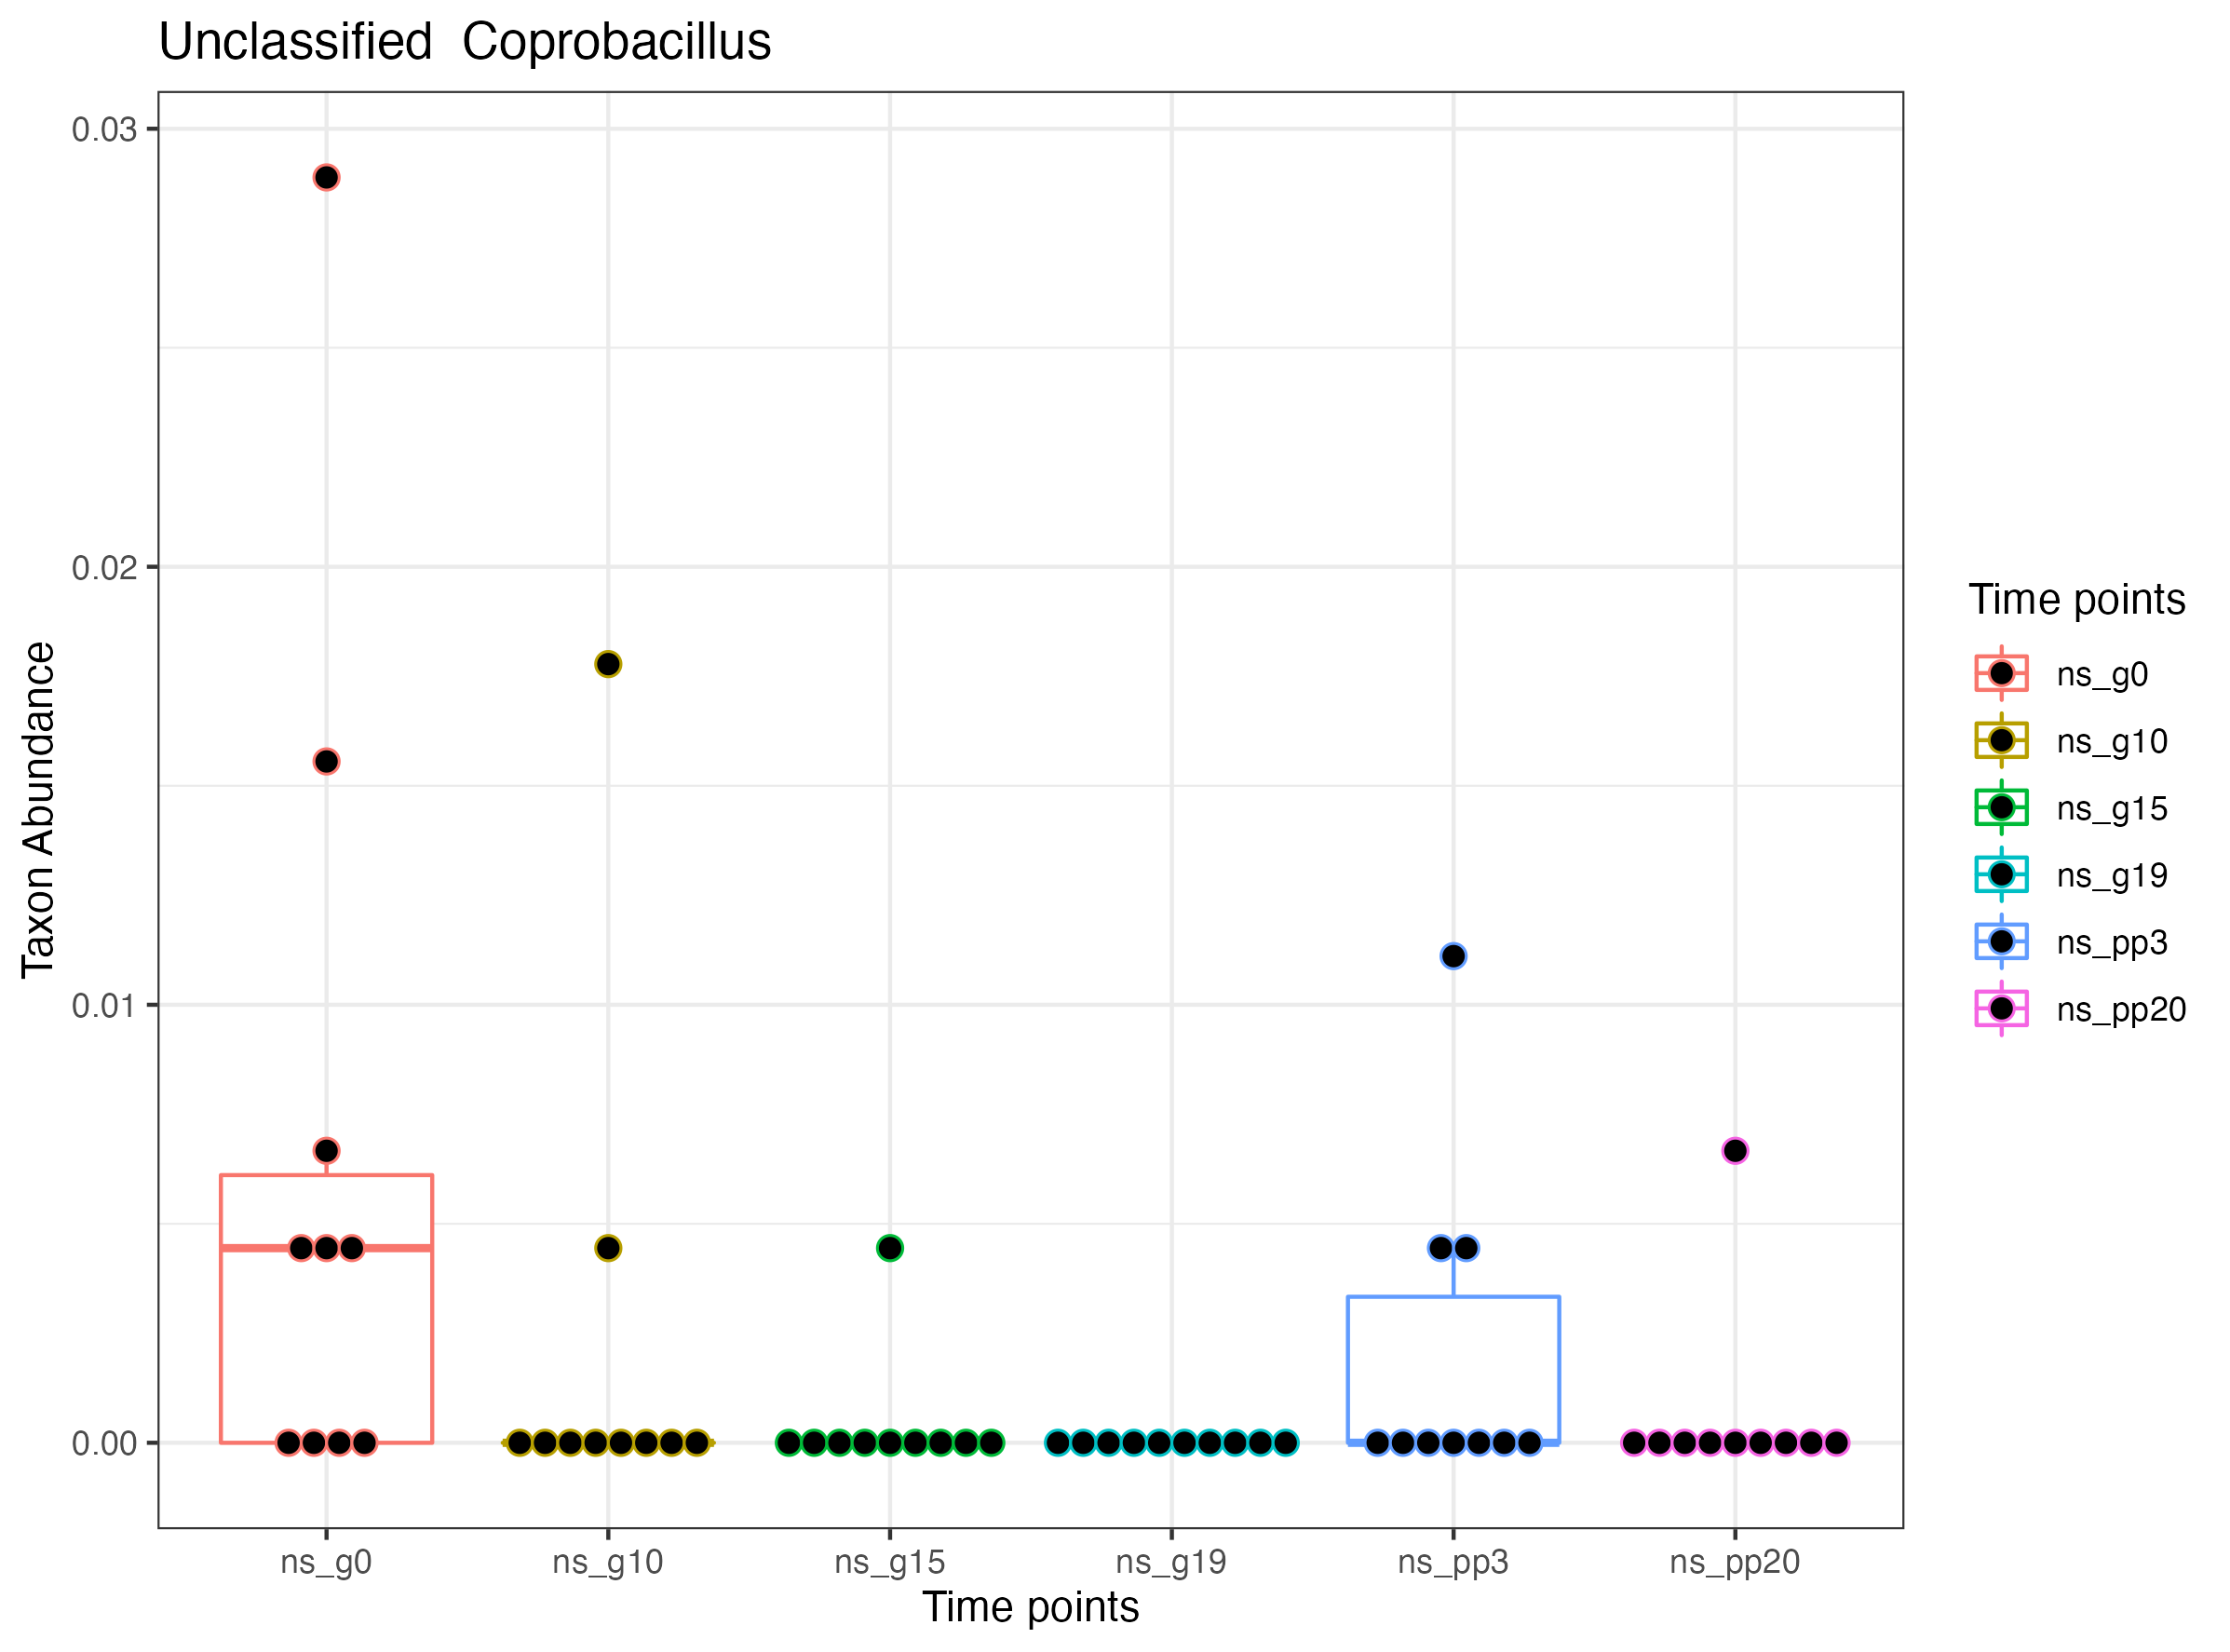 Unclassified  Coprobacillus
Taxon Abundance
0.03
0.02
0.01
0.00
ns_g0
ns_g10
ns_g15
ns_g19
ns_pp3
ns_pp20
Time points
Time points
ns_g0
ns_g10
ns_g15
ns_g19
ns_pp3
ns_pp20